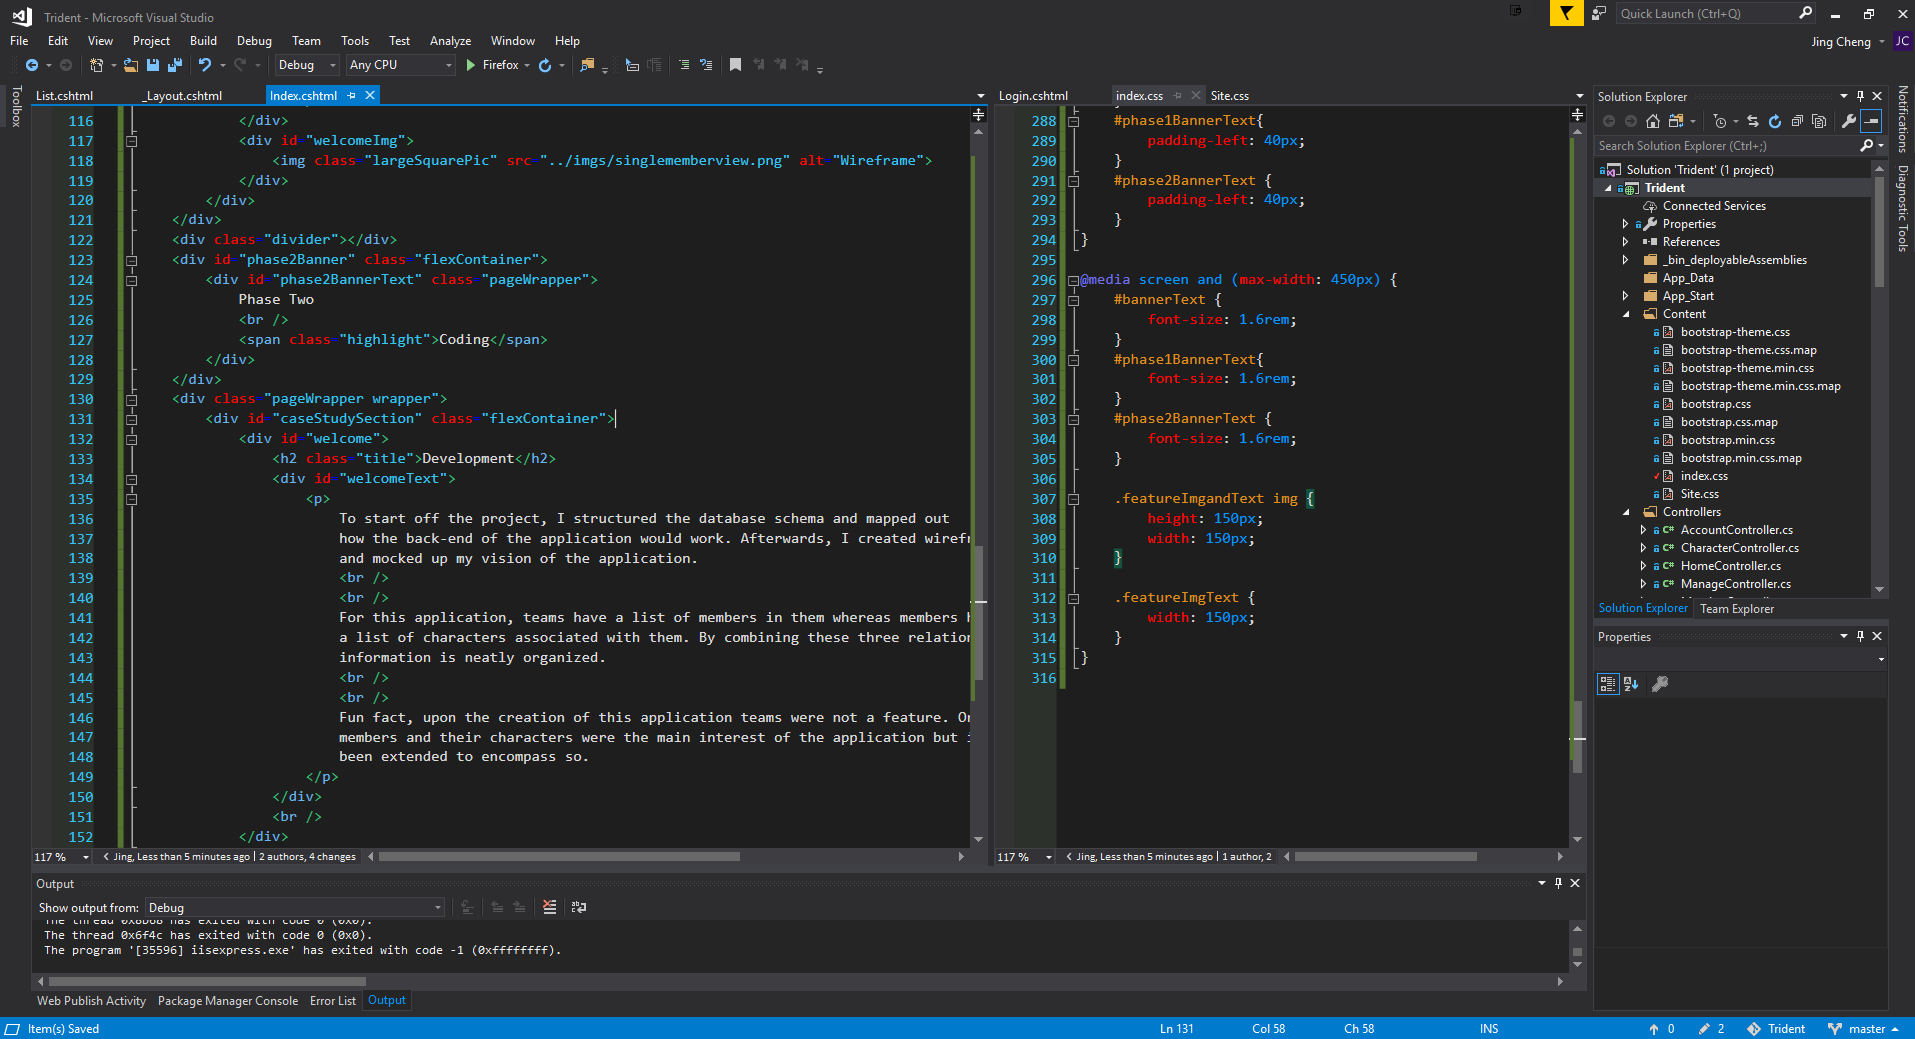 Trident - Microsoft Visual Studio
Quick Launch (Ctrl+Q)
File Edit View Project Build Debug Team Tools Test Analyze Window Help
Jing Cheng JC
Debug Any CPU Firefox
Toolbox
List.cshtml _Layout.cshtml Index.cshtml
116 </div>
117 <div id "welcomeImg">
118 <img class "largeSquarePic" src "../imgs/singlememberview.png" alt "Wireframe">
119 </div>
120 </div>
121 </div>
122 <div class="divider"></div>
123 <div id="phase2Banner" class="flexContainer">
124 <div id="phase2BannerText" class="pageWrapper">
125 Phase Two
126 <br />
127 <span class="highlight">Coding</span>
128 </div>
129 </div>
130 <div class "pageWrapper wrapper">
131 <div id "caseStudySection" class "flexContainer">
132 <div id "welcome">
133 <h2 class "title">Development</h2>
134 <div id "welcomeText">
135 <p>
136 To start off the project, I structured the database schema and mapped out
137 how the back-end of the application would work. Afterwards, I created wirefr
138 and mocked up my vision of the application.
139 <br />
140 <br />
141 For this application, teams have a list of members in them whereas members h
142 a list of characters associated with them. By combining these three relation
143 information is neatly organized.
144 <br />
145 <br />
146 Fun fact, upon the creation of this application teams were not a feature. On
147 members and their characters were the main interest of the application but i
148 been extended to encompass so.
149 </p>
150 </div>
151 <br />
152 </div>
117 % Jing, Less than 5 minutes ago | 2 authors, 4 changes
Login.cshtml index.css Site.css
288 #phase1BannerText{
289 padding-left: 40px;
290 }
291 #phase2BannerText {
292 padding-left: 40px;
293 }
294 }
295
296 @media screen and (max-width: 450px) {
297 #bannerText {
298 font-size: 1.6rem;
299 }
300 #phase1BannerText{
301 font-size: 1.6rem;
302 }
303 #phase2BannerText {
304 font-size: 1.6rem;
305 }
306
307 .featureImgandText img {
308 height: 150px;
309 width: 150px;
310 }
311
312 .featureImgText {
313 width: 150px;
314 }
315 }
316
117 % Jing, Less than 5 minutes ago | 1 author, 2
Solution Explorer
Search Solution Explorer (Ctrl+;)
Solution 'Trident' (1 project)
Trident
Connected Services
Properties
References
_bin_deployableAssemblies
App_Data
App_Start
Content
bootstrap-theme.css
bootstrap-theme.css.map
bootstrap-theme.min.css
bootstrap-theme.min.css.map
bootstrap.css
bootstrap.css.map
bootstrap.min.css
bootstrap.min.css.map
index.css
Site.css
Controllers
C# AccountController.cs
C# CharacterController.cs
C# HomeController.cs
C# ManageController.cs
Solution Explorer Team Explorer
Properties
Notifications
Diagnostic Tools
Output
Show output from: Debug
The thread 0x8b68 has exited with code 0 (0x0).
The thread 0x6f4c has exited with code 0 (0x0).
The program '[35596] iisexpress.exe' has exited with code -1 (0xffffffff).
Web Publish Activity Package Manager Console Error List Output
Item(s) Saved Ln 131 Col 58 Ch 58 INS 0 2 Trident master